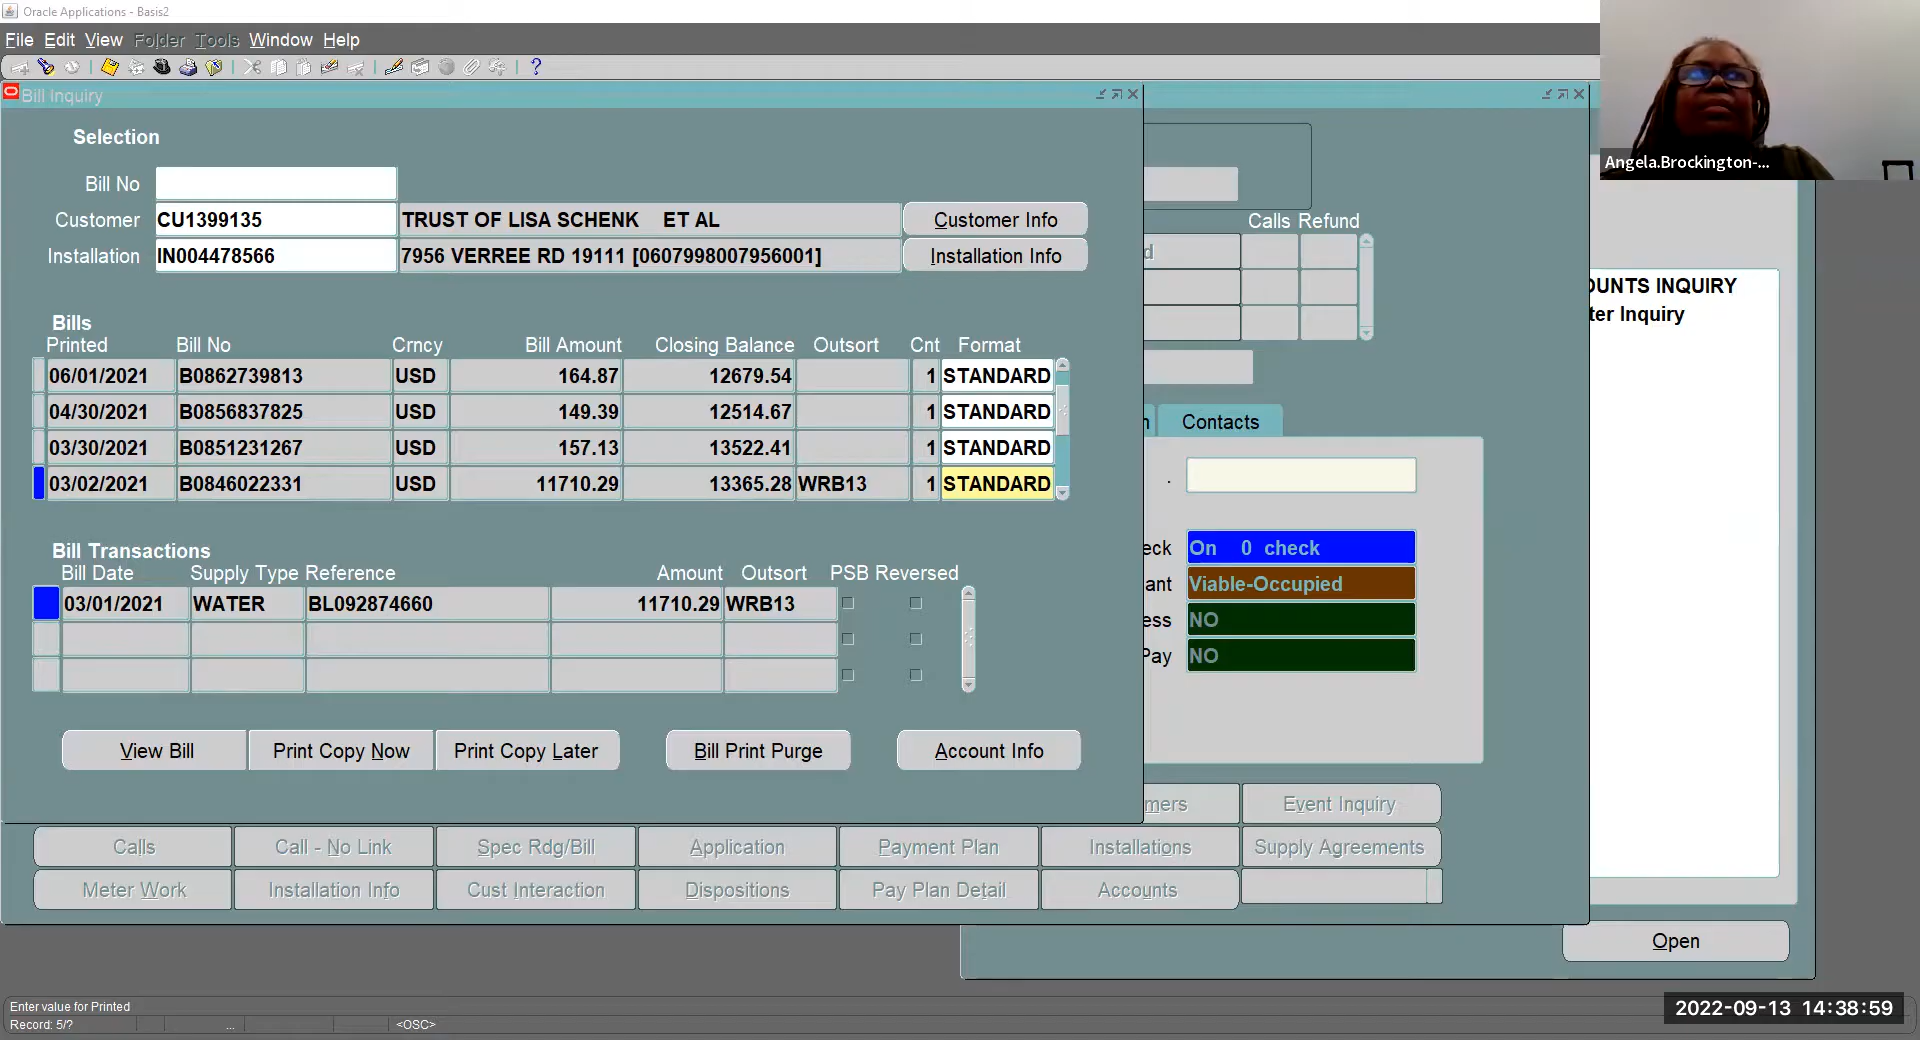 Oracle Applications - Basis2
File Edit View Folder Tools Window Help
Bill Inquiry
Angela.Brockington-...
Selection
Bill No
Customer CU1399135 TRUST OF LISA SCHENK ET AL Customer Info
Installation IN004478566 7956 VERREE RD 19111 [0607998007956001] Installation Info
Calls Refund
d
OUNTS INQUIRY
ter Inquiry
Bills
Printed Bill No Crncy Bill Amount Closing Balance Outsort Cnt Format
06/01/2021 B0862739813 USD 164.87 12679.54 1 STANDARD
04/30/2021 B0856837825 USD 149.39 12514.67 1 STANDARD
03/30/2021 B0851231267 USD 157.13 13522.41 1 STANDARD
03/02/2021 B0846022331 USD 11710.29 13365.28 WRB13 1 STANDARD
n Contacts
.
eck On 0 check
ant Viable-Occupied
ess NO
Pay NO
Bill Transactions
Bill Date Supply Type Reference Amount Outsort PSB Reversed
03/01/2021 WATER BL092874660 11710.29 WRB13
View Bill Print Copy Now Print Copy Later Bill Print Purge Account Info
mers Event Inquiry
Calls Call - No Link Spec Rdg/Bill Application Payment Plan Installations Supply Agreements
Meter Work Installation Info Cust Interaction Dispositions Pay Plan Detail Accounts
Open
Enter value for Printed
Record: 5/? ... <OSC>
2022-09-13 14:38:59